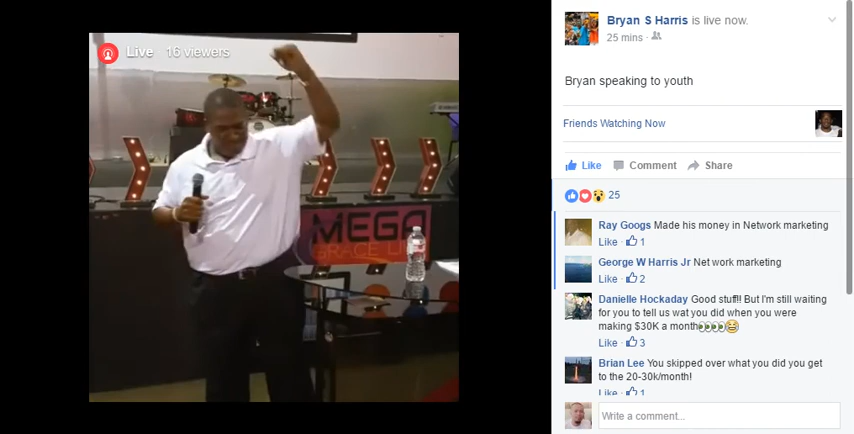 Live · 16 viewers
MEGA
GRACE LI
Bryan S Harris is live now.
25 mins ·
Bryan speaking to youth
Friends Watching Now
Like Comment Share
25
Ray Googs Made his money in Network marketing
Like · 1
George W Harris Jr Net work marketing
Like · 2
Danielle Hockaday Good stuff!! But I'm still waiting
for you to tell us wat you did when you were
making $30K a month👀👀😂
Like · 3
Brian Lee You skipped over what you did you get
to the 20-30k/month!
Like · 1
Write a comment...